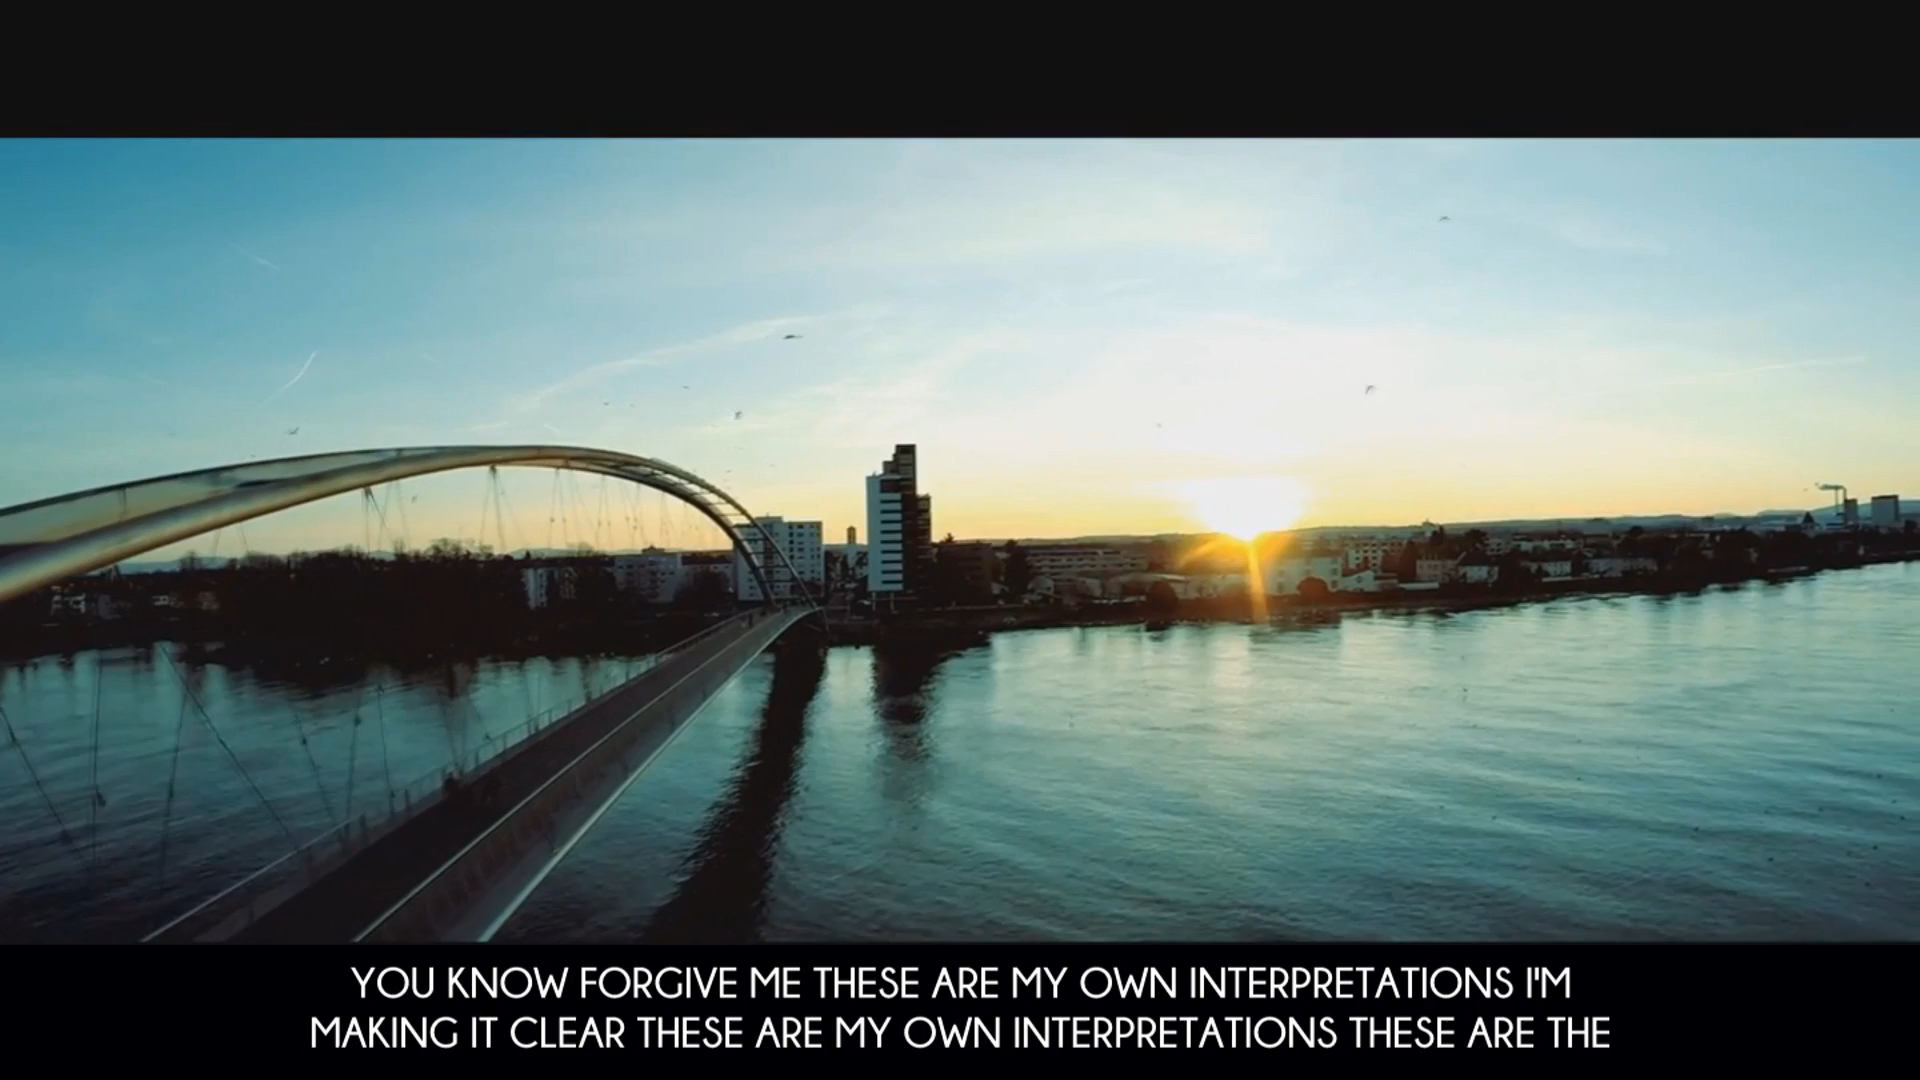 YOU KNOW FORGIVE ME THESE ARE MY OWN INTERPRETATIONS I'M
MAKING IT CLEAR THESE ARE MY OWN INTERPRETATIONS THESE ARE THE